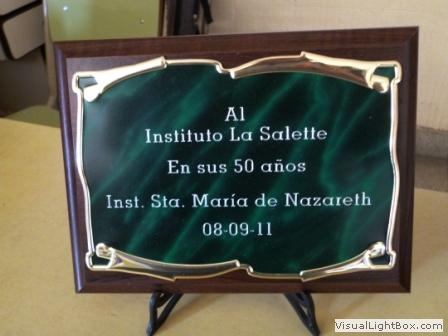 Al
Instituto La Salette
En sus 50 años
Inst. Sta. María de Nazareth
08-09-11
VisualLightBox.com